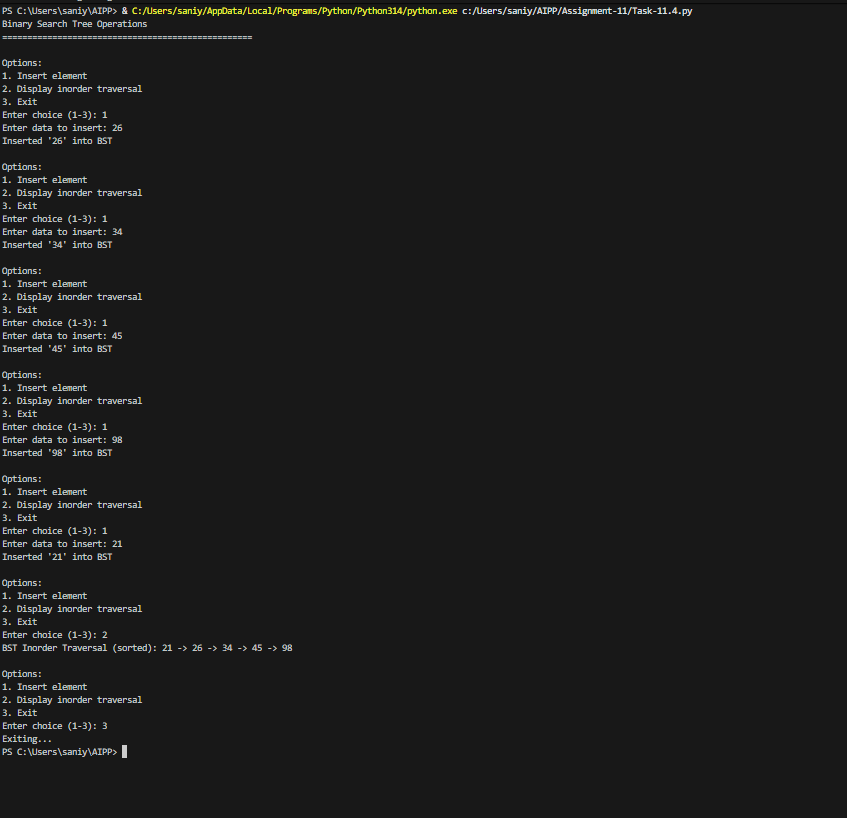 PS C:\Users\saniy\AIPP> & C:/Users/saniy/AppData/Local/Programs/Python/Python314/python.exe c:/Users/saniy/AIPP/Assignment-11/Task-11.4.py
Binary Search Tree Operations
==================================================

Options:
1. Insert element
2. Display inorder traversal
3. Exit
Enter choice (1-3): 1
Enter data to insert: 26
Inserted '26' into BST

Options:
1. Insert element
2. Display inorder traversal
3. Exit
Enter choice (1-3): 1
Enter data to insert: 34
Inserted '34' into BST

Options:
1. Insert element
2. Display inorder traversal
3. Exit
Enter choice (1-3): 1
Enter data to insert: 45
Inserted '45' into BST

Options:
1. Insert element
2. Display inorder traversal
3. Exit
Enter choice (1-3): 1
Enter data to insert: 98
Inserted '98' into BST

Options:
1. Insert element
2. Display inorder traversal
3. Exit
Enter choice (1-3): 1
Enter data to insert: 21
Inserted '21' into BST

Options:
1. Insert element
2. Display inorder traversal
3. Exit
Enter choice (1-3): 2
BST Inorder Traversal (sorted): 21 -> 26 -> 34 -> 45 -> 98

Options:
1. Insert element
2. Display inorder traversal
3. Exit
Enter choice (1-3): 3
Exiting...
PS C:\Users\saniy\AIPP>